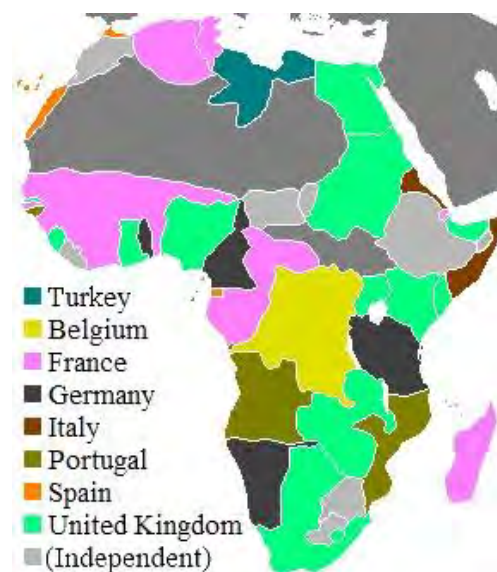 Turkey
Belgium
France
Germany
Italy
Portugal
Spain
United Kingdom
(Independent)